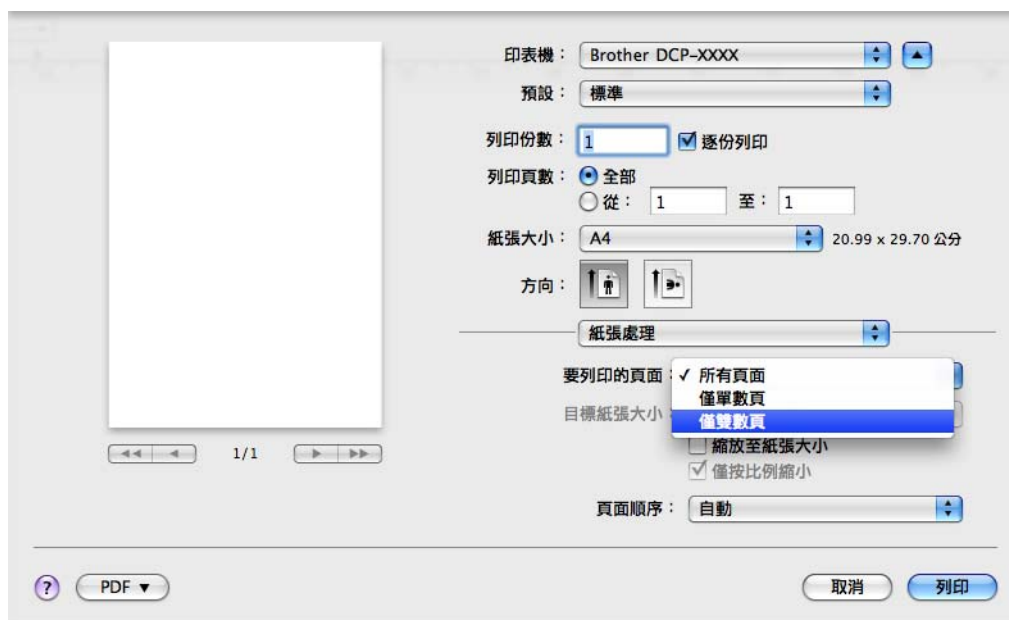 印表機： Brother DCP-XXXX
預設： 標準
列印份數： 1 逐份列印
列印頁數： 全部
從： 1 至： 1
紙張大小： A4 20.99 x 29.70 公分
方向：
紙張處理
要列印的頁面： ✓ 所有頁面
僅單數頁
目標紙張大小 僅雙數頁
縮放至紙張大小
1/1
僅按比例縮小
頁面順序： 自動
? PDF ▼ 取消 列印